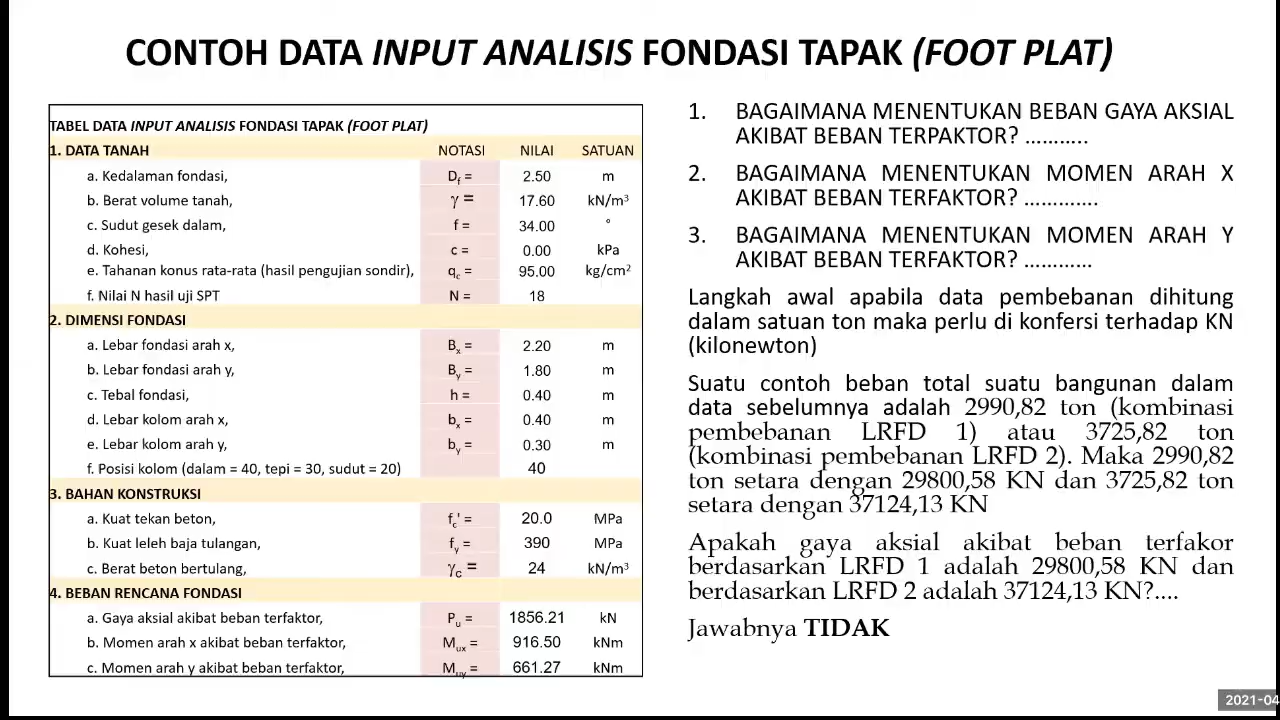 CONTOH DATA INPUT ANALISIS FONDASI TAPAK (FOOT PLAT)
TABEL DATA INPUT ANALISIS FONDASI TAPAK (FOOT PLAT)
1. DATA TANAH NOTASI NILAI SATUAN
a. Kedalaman fondasi, Df = 2.50 m
b. Berat volume tanah, γ = 17.60 kN/m³
c. Sudut gesek dalam, f = 34.00 °
d. Kohesi, c = 0.00 kPa
e. Tahanan konus rata-rata (hasil pengujian sondir), qc = 95.00 kg/cm²
f. Nilai N hasil uji SPT N = 18
2. DIMENSI FONDASI
a. Lebar fondasi arah x, Bx = 2.20 m
b. Lebar fondasi arah y, By = 1.80 m
c. Tebal fondasi, h = 0.40 m
d. Lebar kolom arah x, bx = 0.40 m
e. Lebar kolom arah y, by = 0.30 m
f. Posisi kolom (dalam = 40, tepi = 30, sudut = 20) 40
3. BAHAN KONSTRUKSI
a. Kuat tekan beton, fc' = 20.0 MPa
b. Kuat leleh baja tulangan, fy = 390 MPa
c. Berat beton bertulang, γc = 24 kN/m³
4. BEBAN RENCANA FONDASI
a. Gaya aksial akibat beban terfaktor, Pu = 1856.21 kN
b. Momen arah x akibat beban terfaktor, Mux = 916.50 kNm
c. Momen arah y akibat beban terfaktor, Muy = 661.27 kNm
1. BAGAIMANA MENENTUKAN BEBAN GAYA AKSIAL
AKIBAT BEBAN TERPAKTOR? ...........
2. BAGAIMANA MENENTUKAN MOMEN ARAH X
AKIBAT BEBAN TERFAKTOR? .............
3. BAGAIMANA MENENTUKAN MOMEN ARAH Y
AKIBAT BEBAN TERFAKTOR? ............
Langkah awal apabila data pembebanan dihitung
dalam satuan ton maka perlu di konfersi terhadap KN
(kilonewton)
Suatu contoh beban total suatu bangunan dalam
data sebelumnya adalah 2990,82 ton (kombinasi
pembebanan LRFD 1) atau 3725,82 ton
(kombinasi pembebanan LRFD 2). Maka 2990,82
ton setara dengan 29800,58 KN dan 3725,82 ton
setara dengan 37124,13 KN
Apakah gaya aksial akibat beban terfakor
berdasarkan LRFD 1 adalah 29800,58 KN dan
berdasarkan LRFD 2 adalah 37124,13 KN?....
Jawabnya TIDAK
2021-04